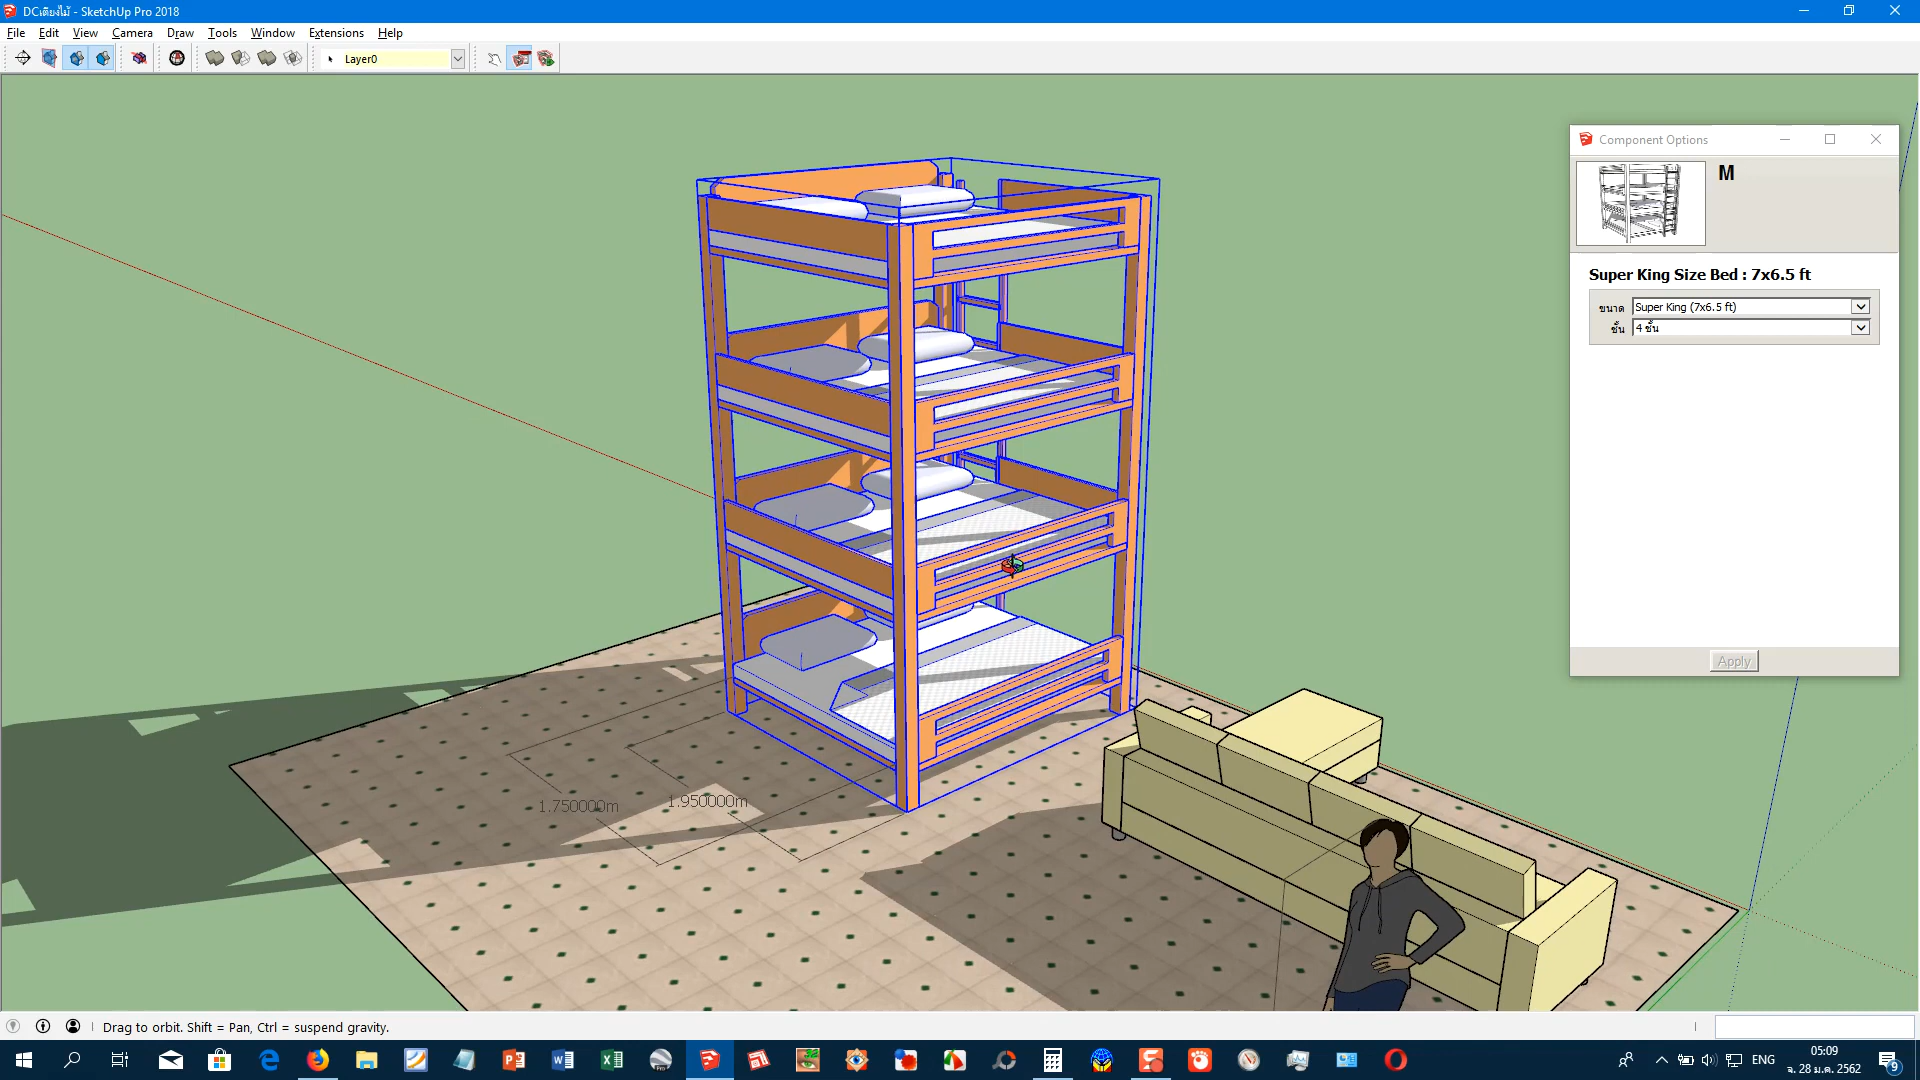 DCเตียงไม้ - SketchUp Pro 2018
File Edit View Camera Draw Tools Window Extensions Help
Layer0
Component Options
M
Super King Size Bed : 7x6.5 ft
ขนาด Super King (7x6.5 ft)
ชั้น 4 ชั้น
Apply
1.750000m
1.950000m
Drag to orbit. Shift = Pan, Ctrl = suspend gravity.
ENG
05:09
จ. 28 ม.ค. 2562
9